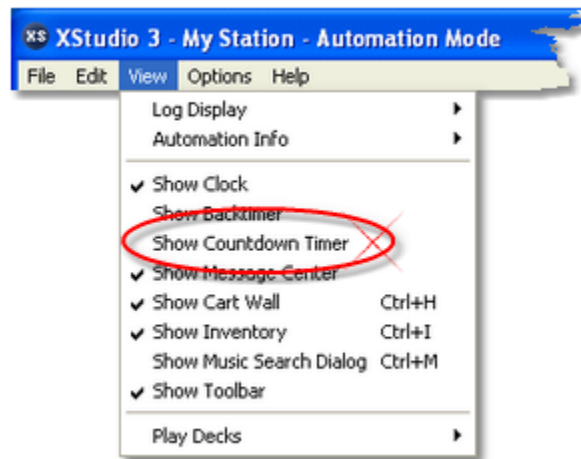 XS XStudio 3 - My Station - Automation Mode
File Edit View Options Help
Log Display
Automation Info
Show Clock
Show Backtimer
Show Countdown Timer
Show Message Center
Show Cart Wall Ctrl+H
Show Inventory Ctrl+I
Show Music Search Dialog Ctrl+M
Show Toolbar
Play Decks